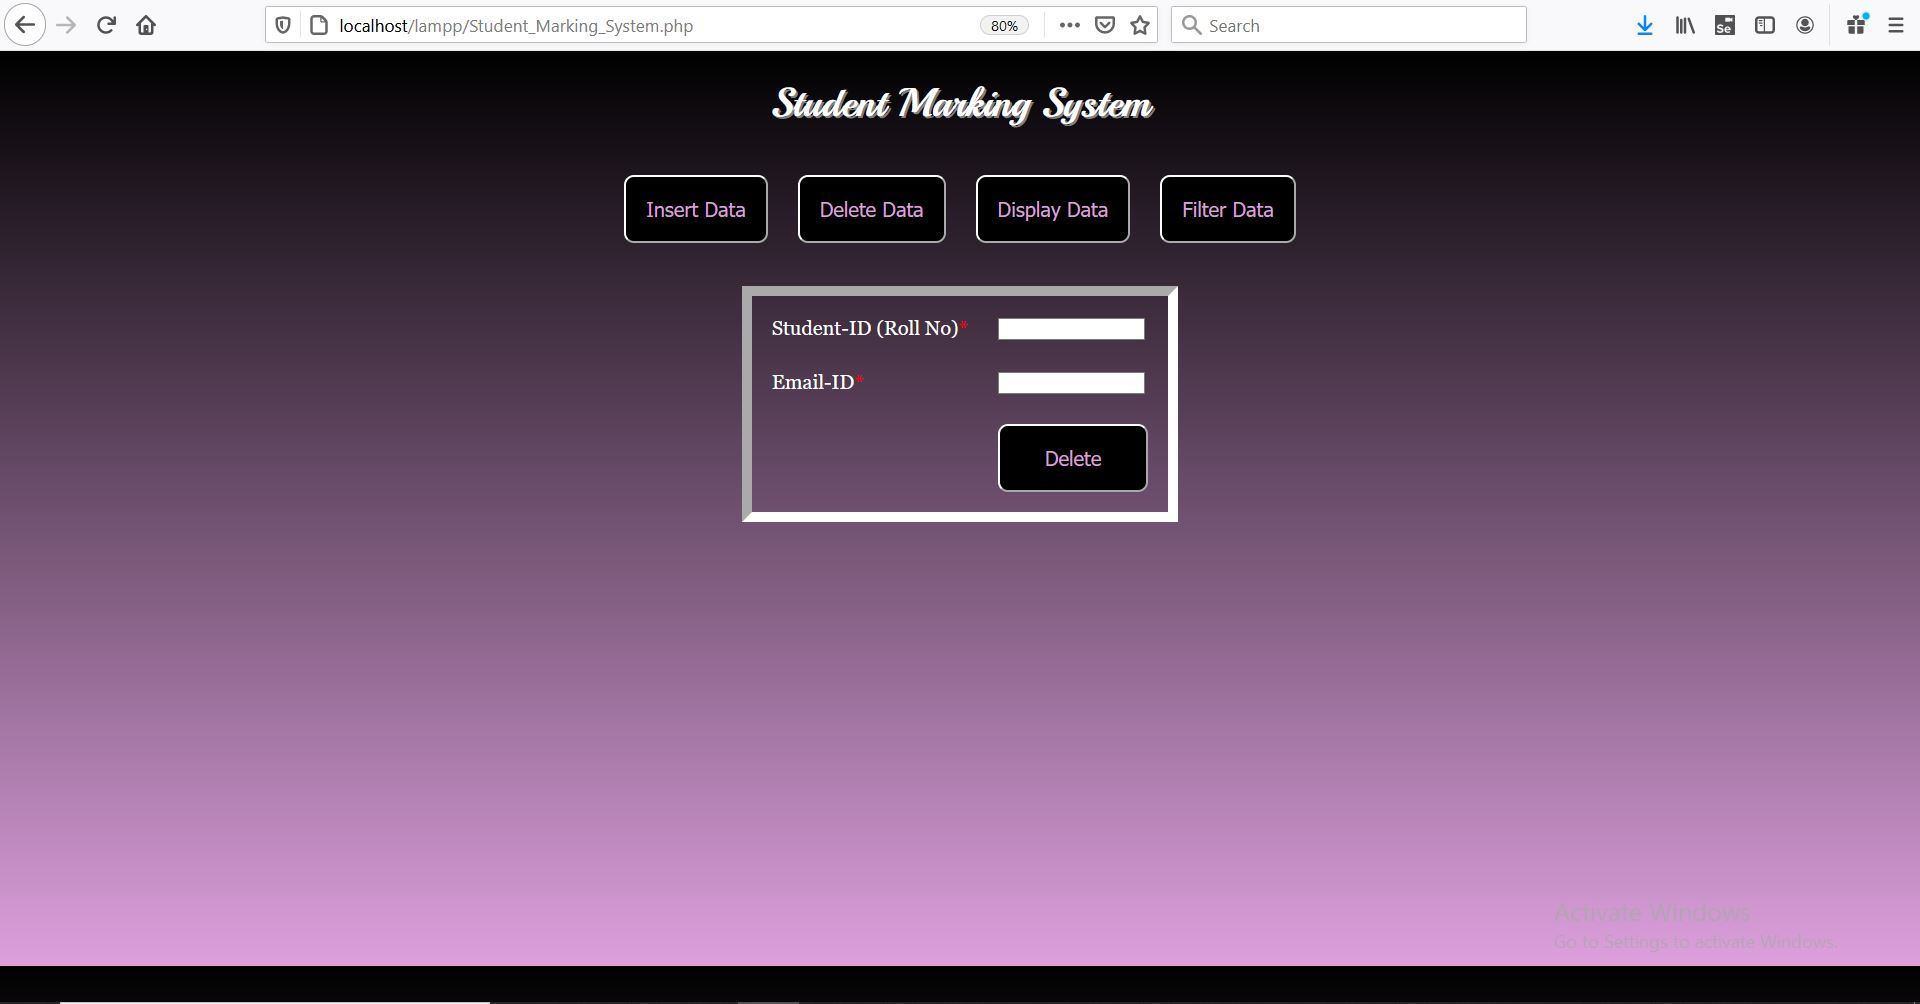 localhost/lampp/Student_Marking_System.php 80% Search Se
Student Marking System
Insert Data Delete Data Display Data Filter Data
Student-ID (Roll No)*
Email-ID*
Delete
Activate Windows
Go to Settings to activate Windows.